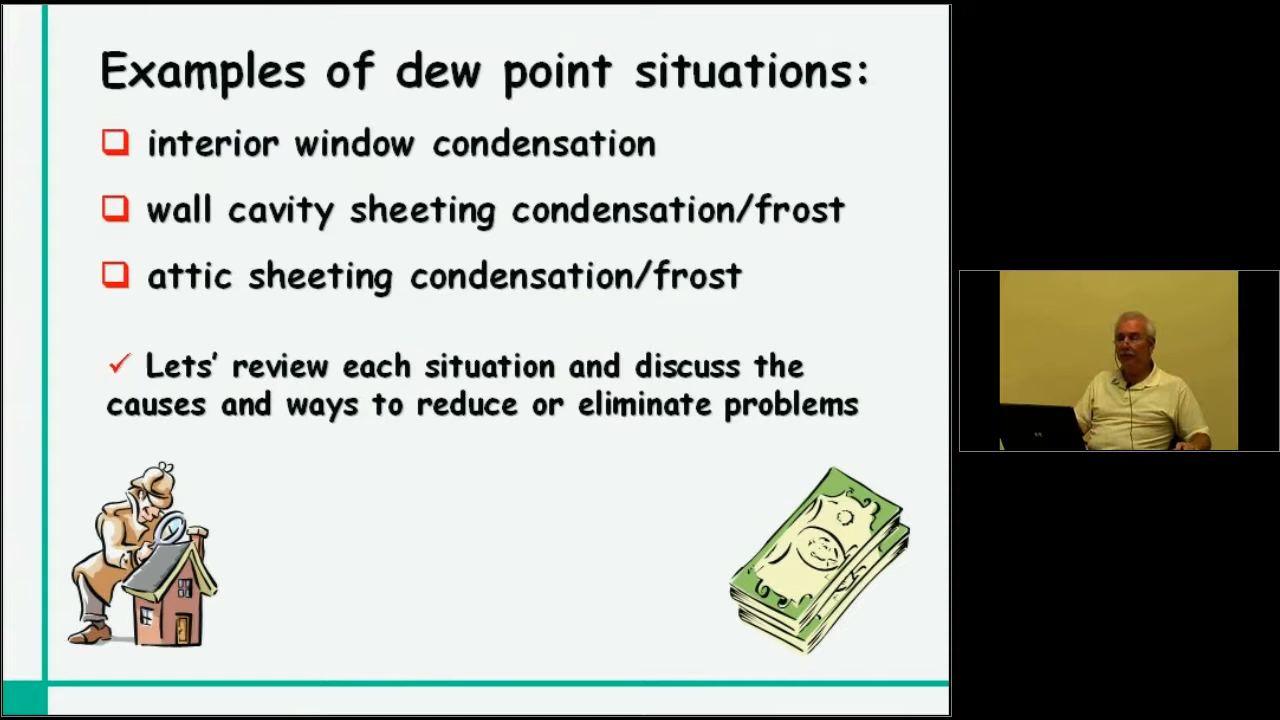 Examples of dew point situations:
interior window condensation
wall cavity sheeting condensation/frost
attic sheeting condensation/frost
Lets’ review each situation and discuss the
causes and ways to reduce or eliminate problems